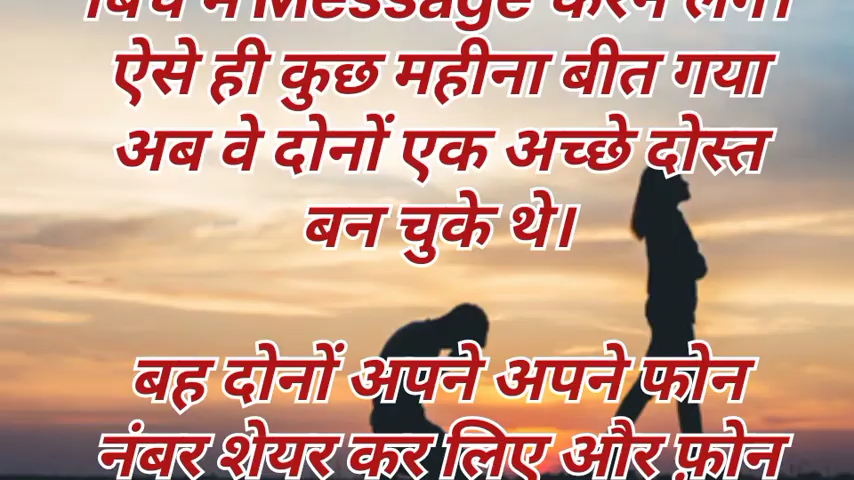 बिच में Message करने लगे।
ऐसे ही कुछ महीना बीत गया
अब वे दोनों एक अच्छे दोस्त
बन चुके थे।
बह दोनों अपने अपने फोन
नंबर शेयर कर लिए और फ़ोन